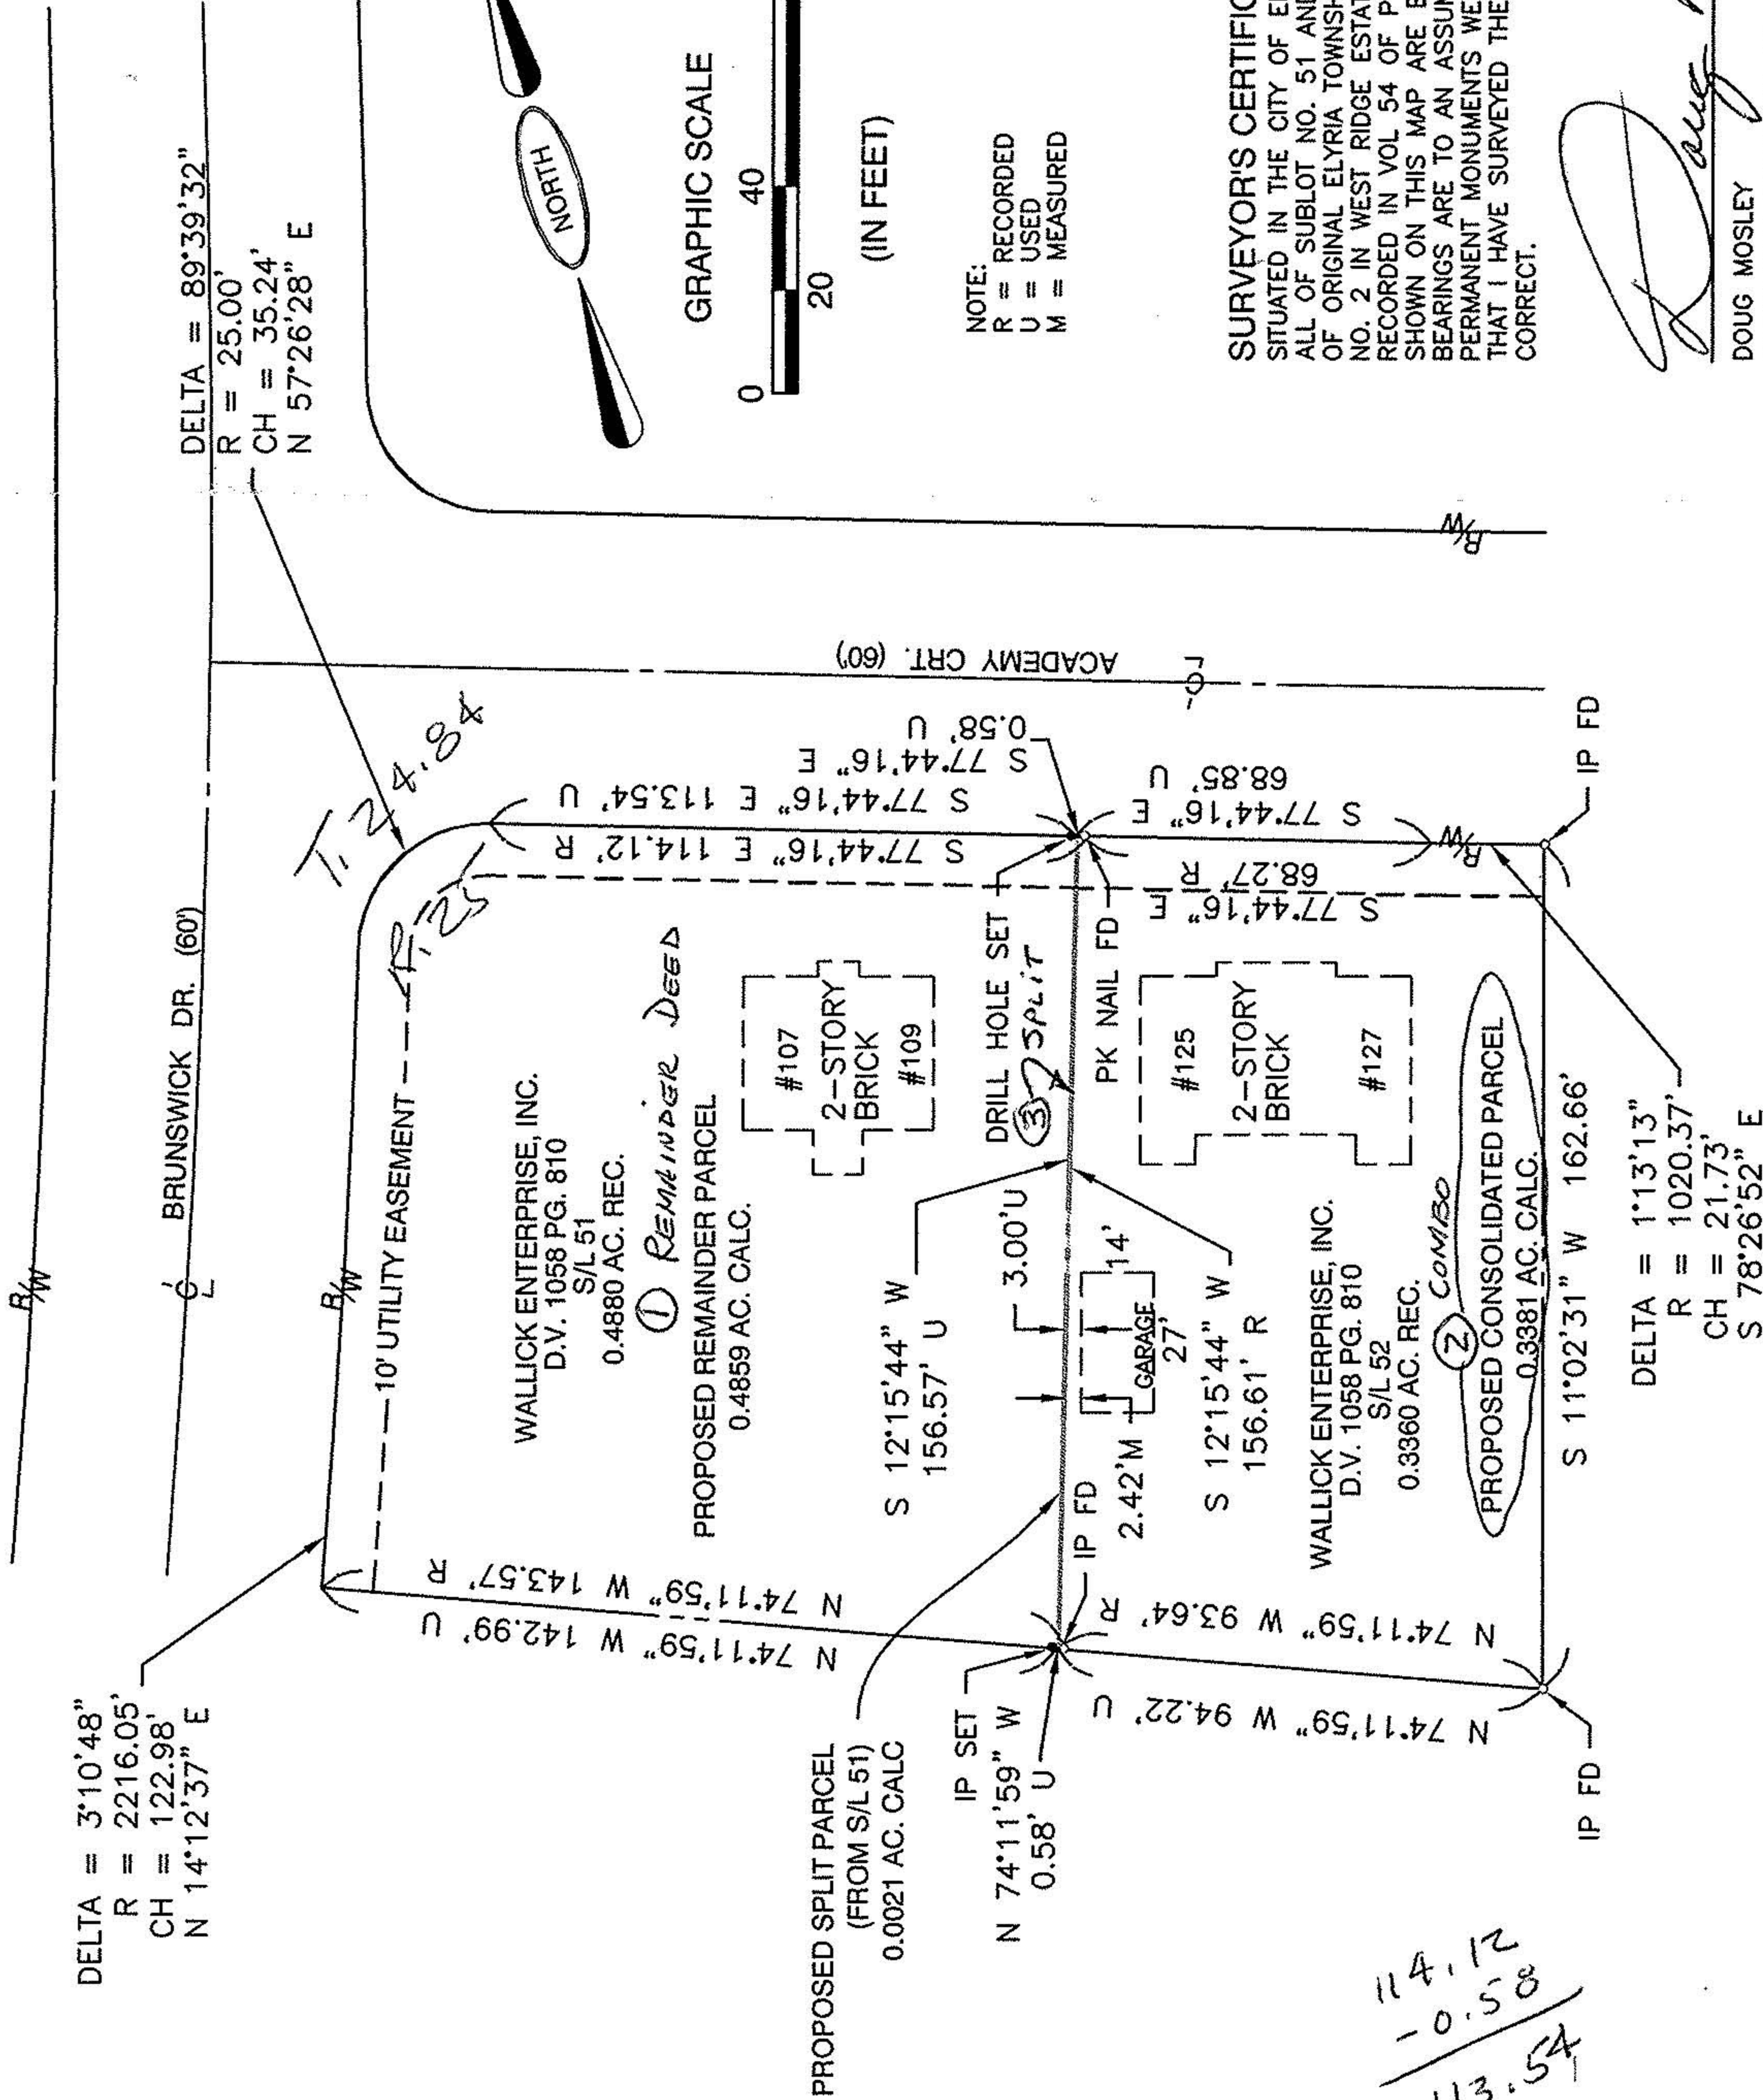 DELTA = 3°10'48"
R = 2216.05'
CH = 122.98'
N 14°12'37" E
R/W
BRUNSWICK DR. (60')
DELTA = 89°39'32"
R = 25.00'
CH = 35.24'
N 57°26'28" E
T. 24.84
R. 25
R/W
10' UTILITY EASEMENT
WALLICK ENTERPRISE, INC.
D.V. 1058 PG. 810
S/L 51
0.4880 AC. REC.
① REMAINDER DEED
PROPOSED REMAINDER PARCEL
0.4859 AC. CALC.
#107
2-STORY
BRICK
#109
N 74°11'59" W 143.57' R
N 74°11'59" W 142.99' U
S 77°44'16" E 114.12' R
S 77°44'16" E 113.54' U
S 77°44'16" E
0.58' U
ACADEMY CRT. (60')
CL
CL
S 12°15'44" W
156.57' U
DRILL HOLE SET
③ SPLIT
PK NAIL FD
PROPOSED SPLIT PARCEL
(FROM S/L 51)
0.0021 AC. CALC
IP SET
N 74°11'59" W
0.58' U
IP FD
3.00'U
2.42'M
14'
GARAGE
27'
S 12°15'44" W
156.61' R
#125
2-STORY
BRICK
#127
WALLICK ENTERPRISE, INC.
D.V. 1058 PG. 810
S/L 52
0.3360 AC. REC.
② COMBO
PROPOSED CONSOLIDATED PARCEL
0.3381 AC. CALC.
N 74°11'59" W 93.64' R
N 74°11'59" W 94.22' U
S 77°44'16" E
68.27' R
S 77°44'16" E
68.85' U
R/W
R/W
IP FD
IP FD
S 11°02'31" W 162.66'
DELTA = 1°13'13"
R = 1020.37'
CH = 21.73'
S 78°26'52" E
114.12
-0.58
113.54
NORTH
GRAPHIC SCALE
0 20 40
(IN FEET)
NOTE:
R = RECORDED
U = USED
M = MEASURED
SURVEYOR'S CERTIFIC
SITUATED IN THE CITY OF E
ALL OF SUBLOT NO. 51 AND
OF ORIGINAL ELYRIA TOWNSH
NO. 2 IN WEST RIDGE ESTAT
RECORDED IN VOL 54 OF P
SHOWN ON THIS MAP ARE B
BEARINGS ARE TO AN ASSUM
PERMANENT MONUMENTS WE
THAT I HAVE SURVEYED THE
CORRECT.
Doug
DOUG MOSLEY